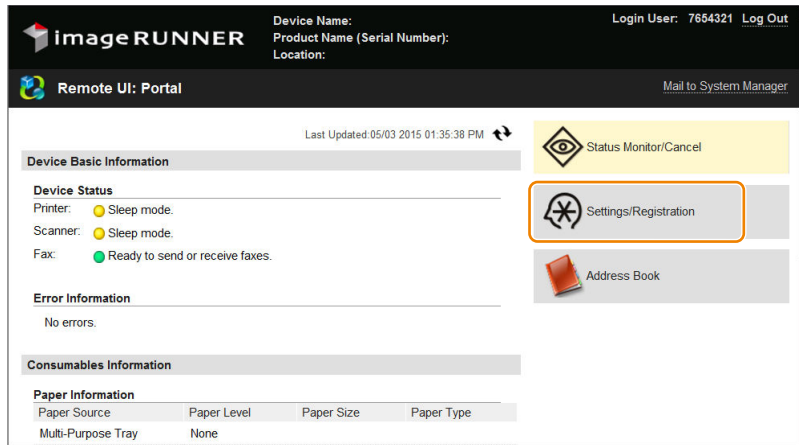 imageRUNNER
Device Name:
Product Name (Serial Number):
Location:
Login User: 7654321 Log Out
Remote UI: Portal
Mail to System Manager
Last Updated:05/03 2015 01:35:38 PM
Device Basic Information
Device Status
Printer: Sleep mode.
Scanner: Sleep mode.
Fax: Ready to send or receive faxes.
Error Information
No errors.
Consumables Information
Paper Information
Paper Source Paper Level Paper Size Paper Type
Multi-Purpose Tray None
Status Monitor/Cancel
Settings/Registration
Address Book